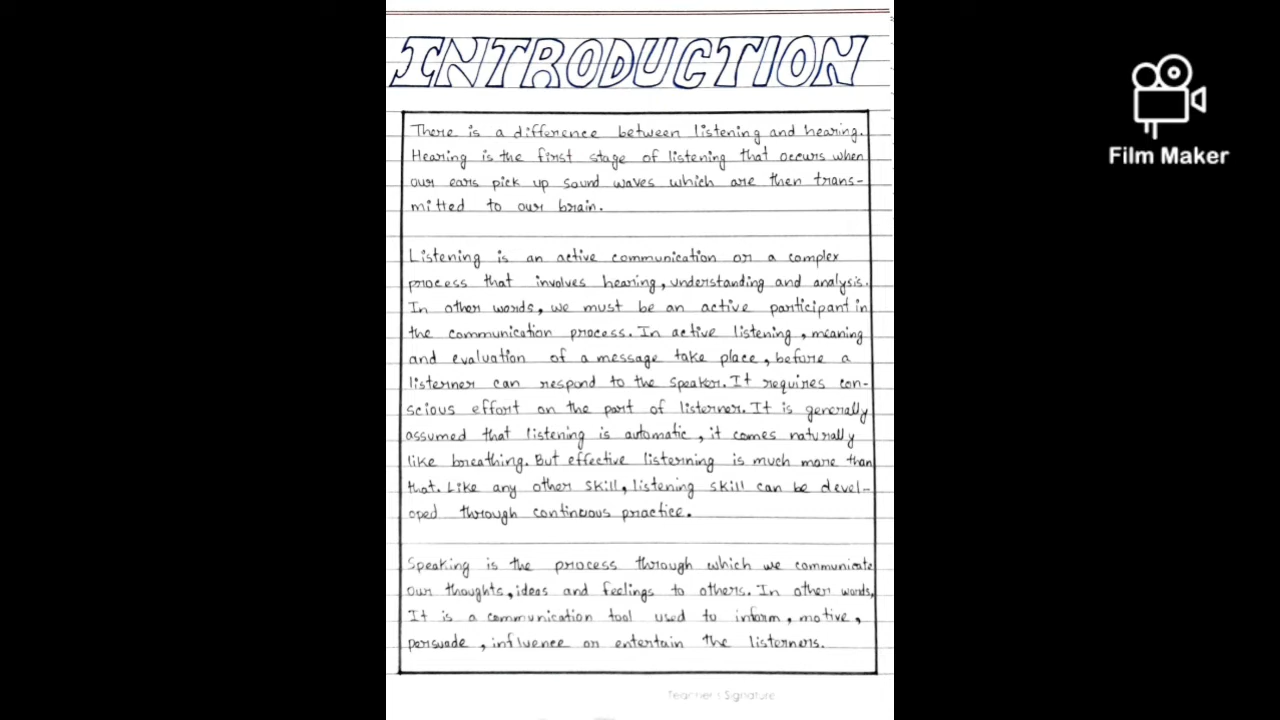 INTRODUCTION
There is a difference between listening and hearing.
Hearing is the first stage of listening that occurs when
our ears pick up sound waves which are then trans-
mitted to our brain.
Listening is an active communication or a complex
process that involves hearing, understanding and analysis.
In other words, we must be an active participant in
the communication process. In active listening, meaning
and evaluation of a message take place, before a
listerner can respond to the speaker. It requires con-
scious effort on the part of listerner. It is generally
assumed that listening is automatic, it comes naturally
like breathing. But effective listerning is much more than
that. Like any other skill, listening skill can be devel-
oped through continuous practice.
Speaking is the process through which we communicate
our thoughts, ideas and feelings to others. In other words,
It is a communication tool used to inform, motive,
persuade, influence or entertain the listerners.
Teacher's Signature
Film Maker